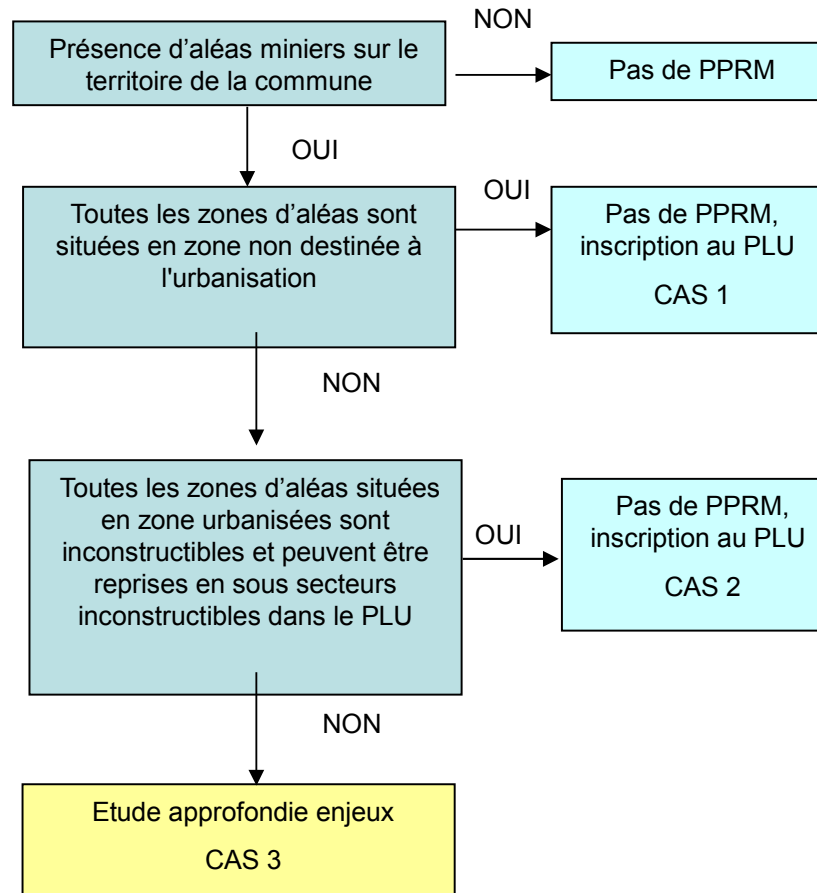 Présence d'aléas miniers sur le
territoire de la commune
NON
Pas de PPRM
OUI
Toutes les zones d'aléas sont
situées en zone non destinée à
l'urbanisation
OUI
Pas de PPRM,
inscription au PLU
CAS 1
NON
Toutes les zones d'aléas situées
en zone urbanisées sont
inconstructibles et peuvent être
reprises en sous secteurs
inconstructibles dans le PLU
OUI
Pas de PPRM,
inscription au PLU
CAS 2
NON
Etude approfondie enjeux
CAS 3